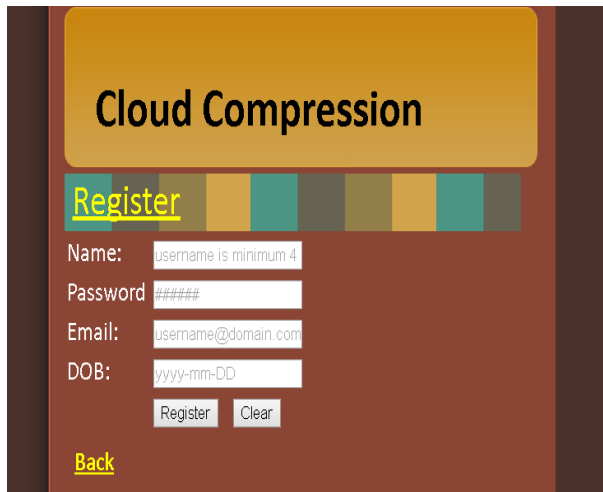 Cloud Compression
Register
Name: username is minimum 4
Password ######
Email: username@domain.com
DOB: yyyy-mm-DD
Register Clear
Back